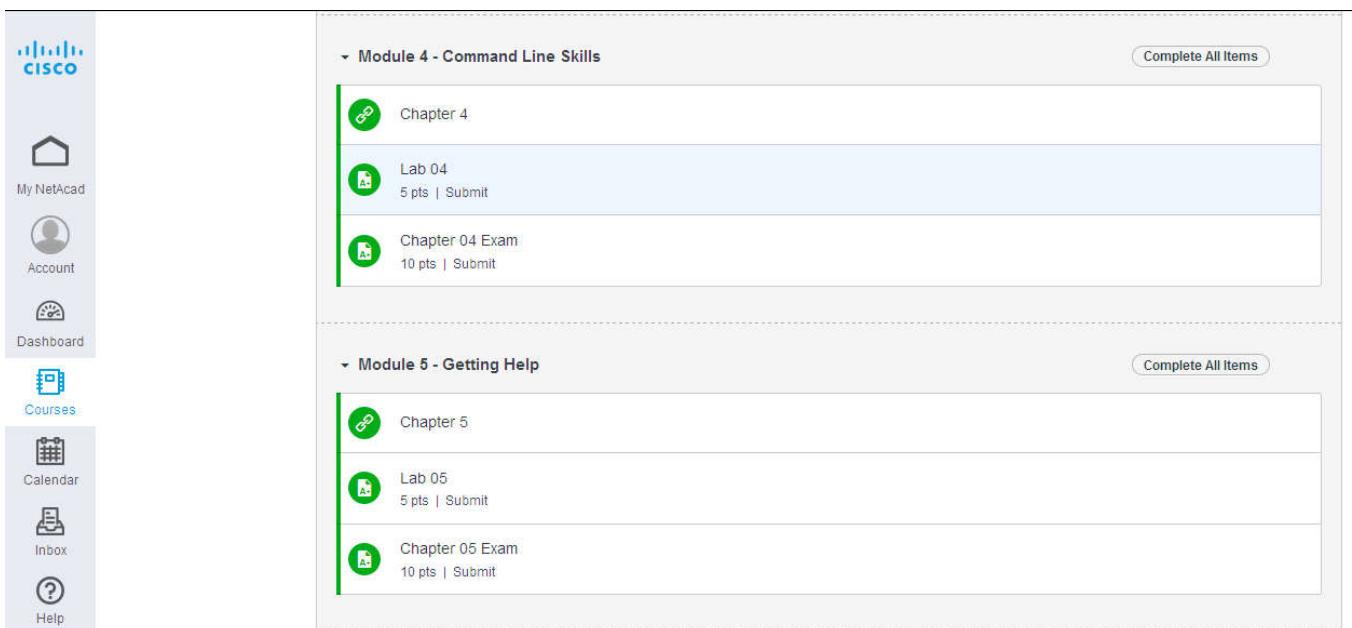 CISCO
My NetAcad
Account
Dashboard
Courses
Calendar
Inbox
Help
Module 4 - Command Line Skills
Complete All Items
Chapter 4
Lab 04
5 pts | Submit
Chapter 04 Exam
10 pts | Submit
Module 5 - Getting Help
Complete All Items
Chapter 5
Lab 05
5 pts | Submit
Chapter 05 Exam
10 pts | Submit